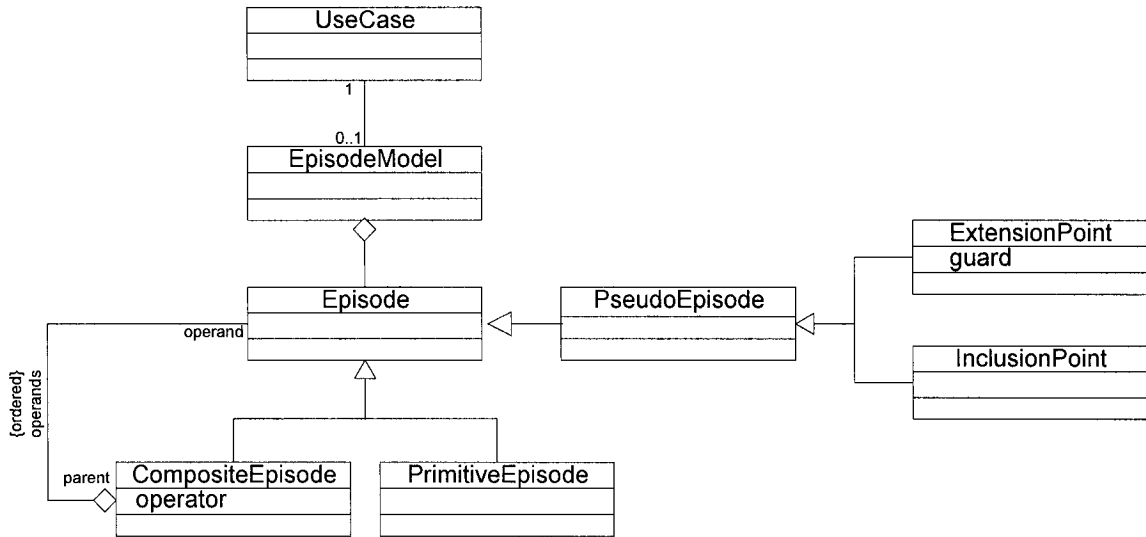 UseCase
1
0..1
EpisodeModel
ExtensionPoint
guard
Episode
PseudoEpisode
operand
InclusionPoint
{ordered}
operands
parent
CompositeEpisode
operator
PrimitiveEpisode